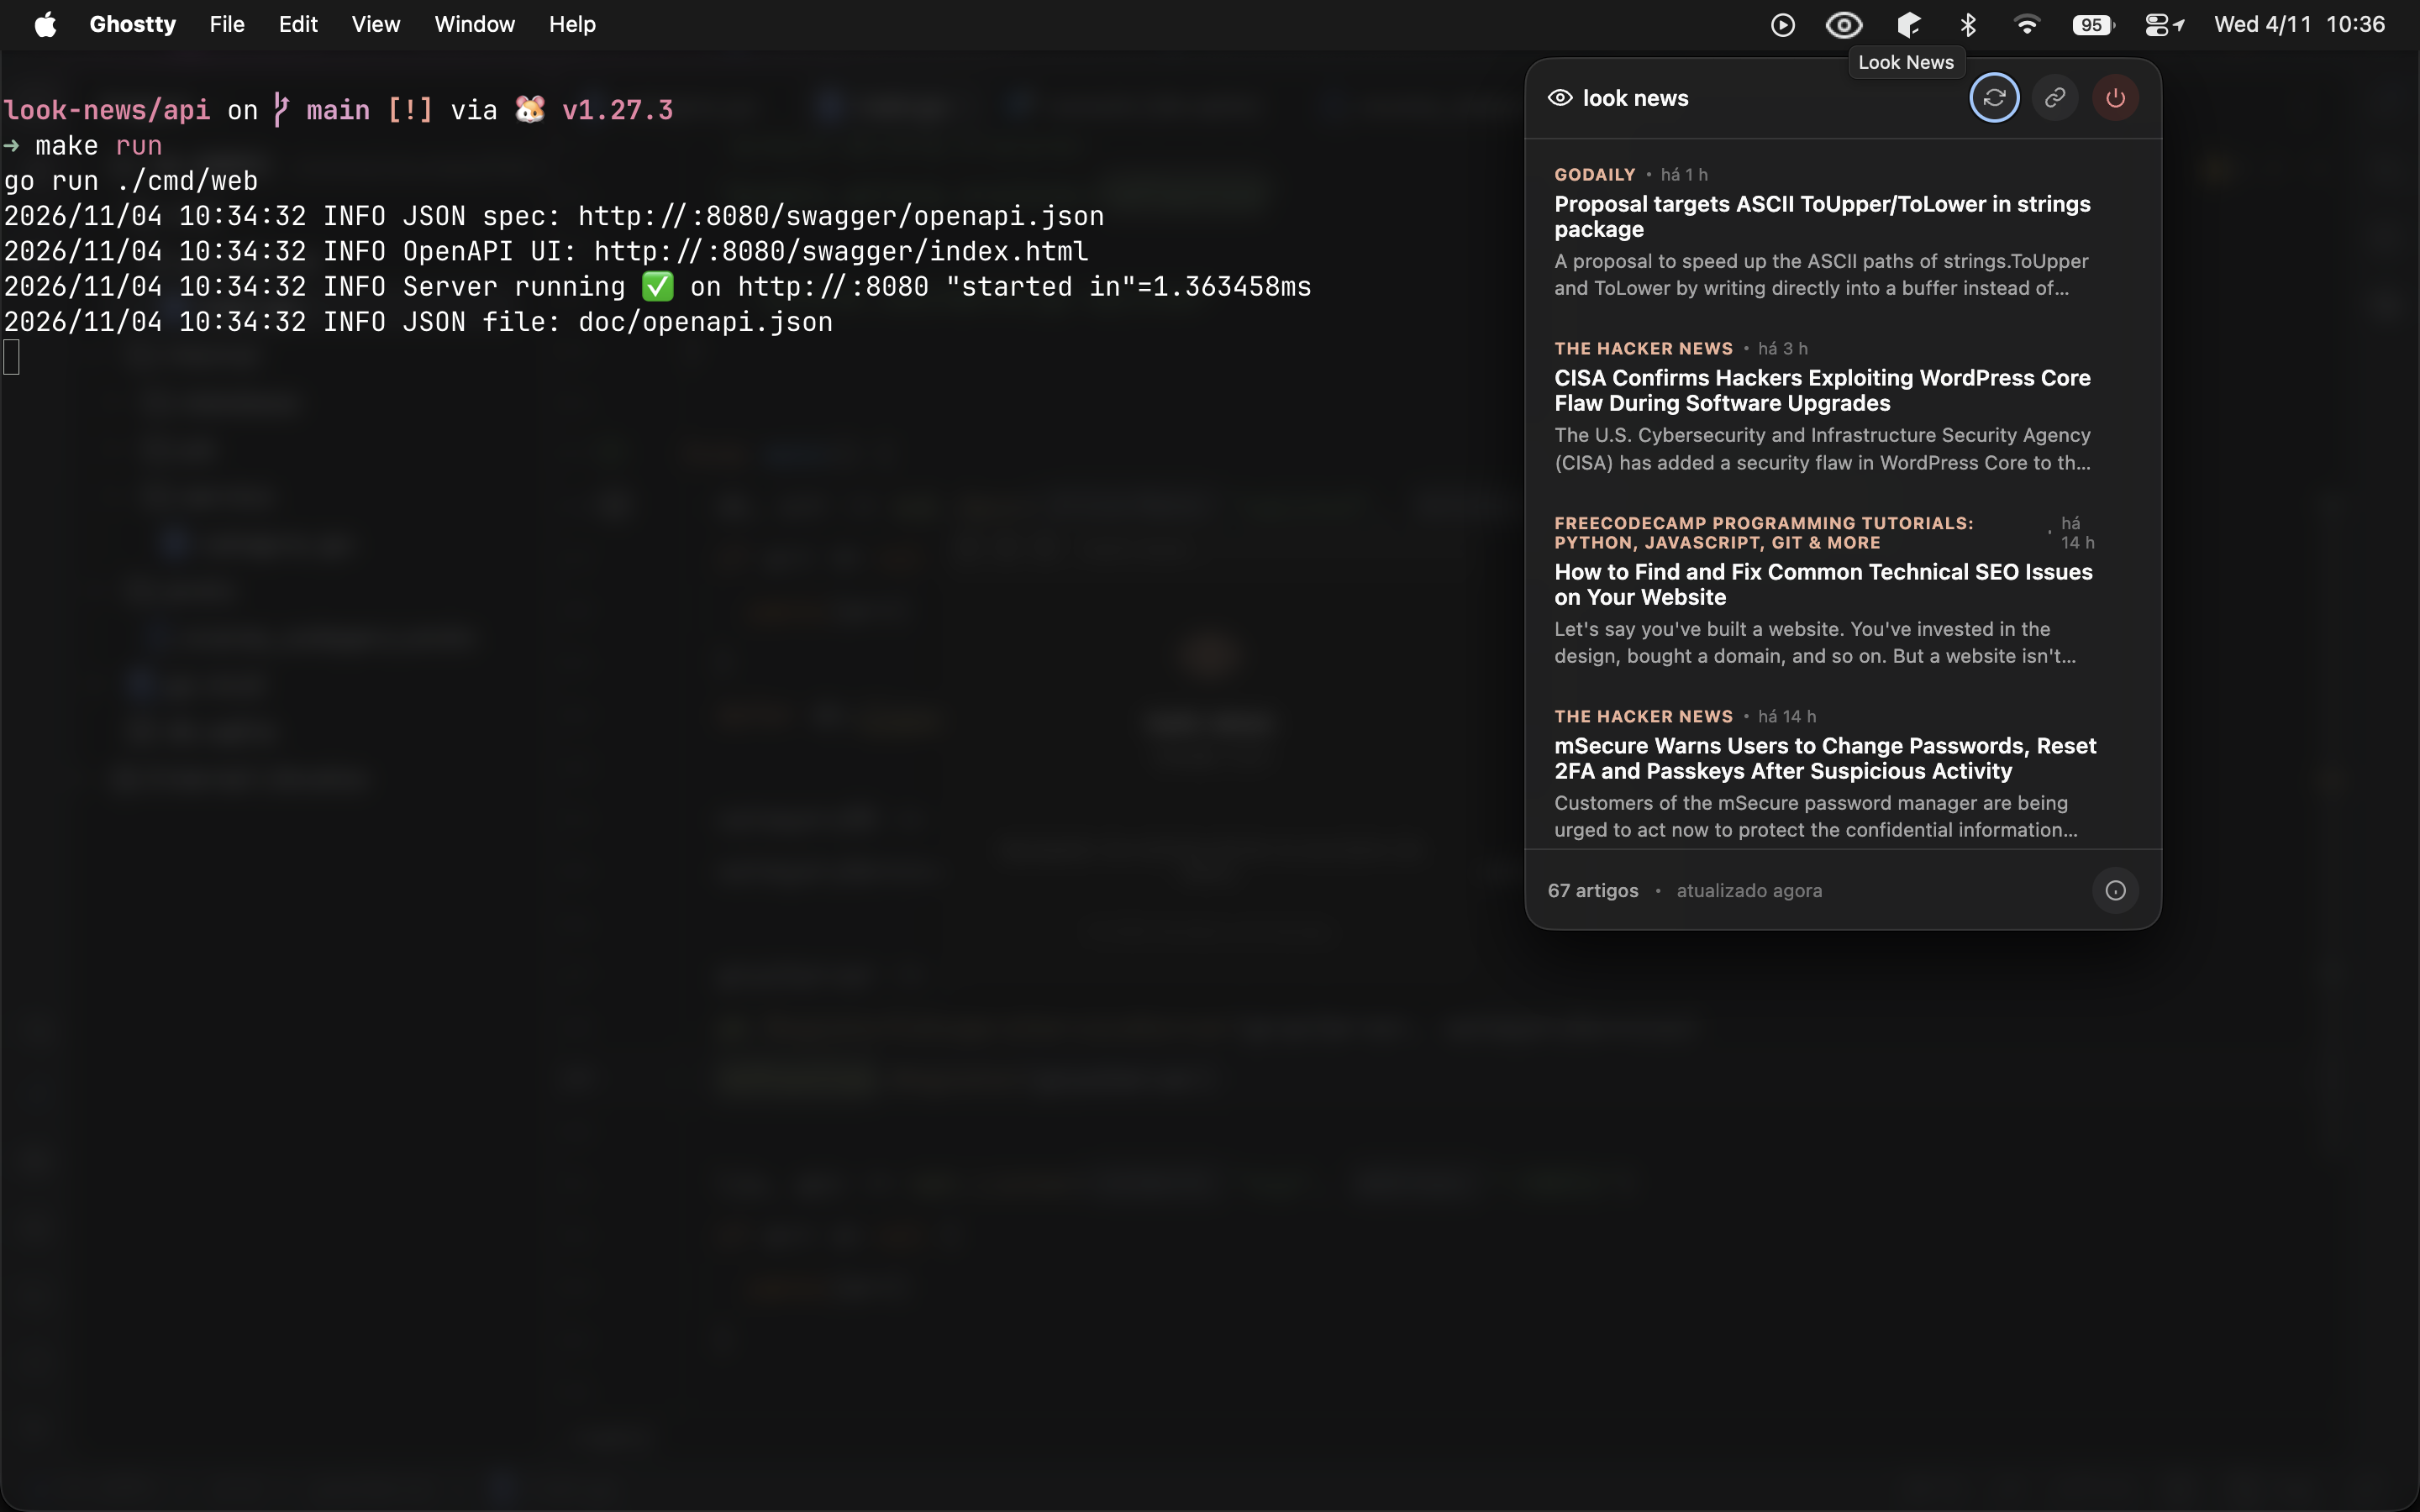 Ghostty File Edit View Window Help
95 Wed 4/11 10:36
look-news/api on main [!] via 🐹 v1.27.3
→ make run
go run ./cmd/web
2026/11/04 10:34:32 INFO JSON spec: http://:8080/swagger/openapi.json
2026/11/04 10:34:32 INFO OpenAPI UI: http://:8080/swagger/index.html
2026/11/04 10:34:32 INFO Server running ✅ on http://:8080 "started in"=1.363458ms
2026/11/04 10:34:32 INFO JSON file: doc/openapi.json
Look News
look news
GODAILY • há 1 h
Proposal targets ASCII ToUpper/ToLower in strings
package
A proposal to speed up the ASCII paths of strings.ToUpper
and ToLower by writing directly into a buffer instead of...
THE HACKER NEWS • há 3 h
CISA Confirms Hackers Exploiting WordPress Core
Flaw During Software Upgrades
The U.S. Cybersecurity and Infrastructure Security Agency
(CISA) has added a security flaw in WordPress Core to th...
FREECODECAMP PROGRAMMING TUTORIALS:
PYTHON, JAVASCRIPT, GIT & MORE
• há
14 h
How to Find and Fix Common Technical SEO Issues
on Your Website
Let's say you've built a website. You've invested in the
design, bought a domain, and so on. But a website isn't...
THE HACKER NEWS • há 14 h
mSecure Warns Users to Change Passwords, Reset
2FA and Passkeys After Suspicious Activity
Customers of the mSecure password manager are being
urged to act now to protect the confidential information...
67 artigos • atualizado agora